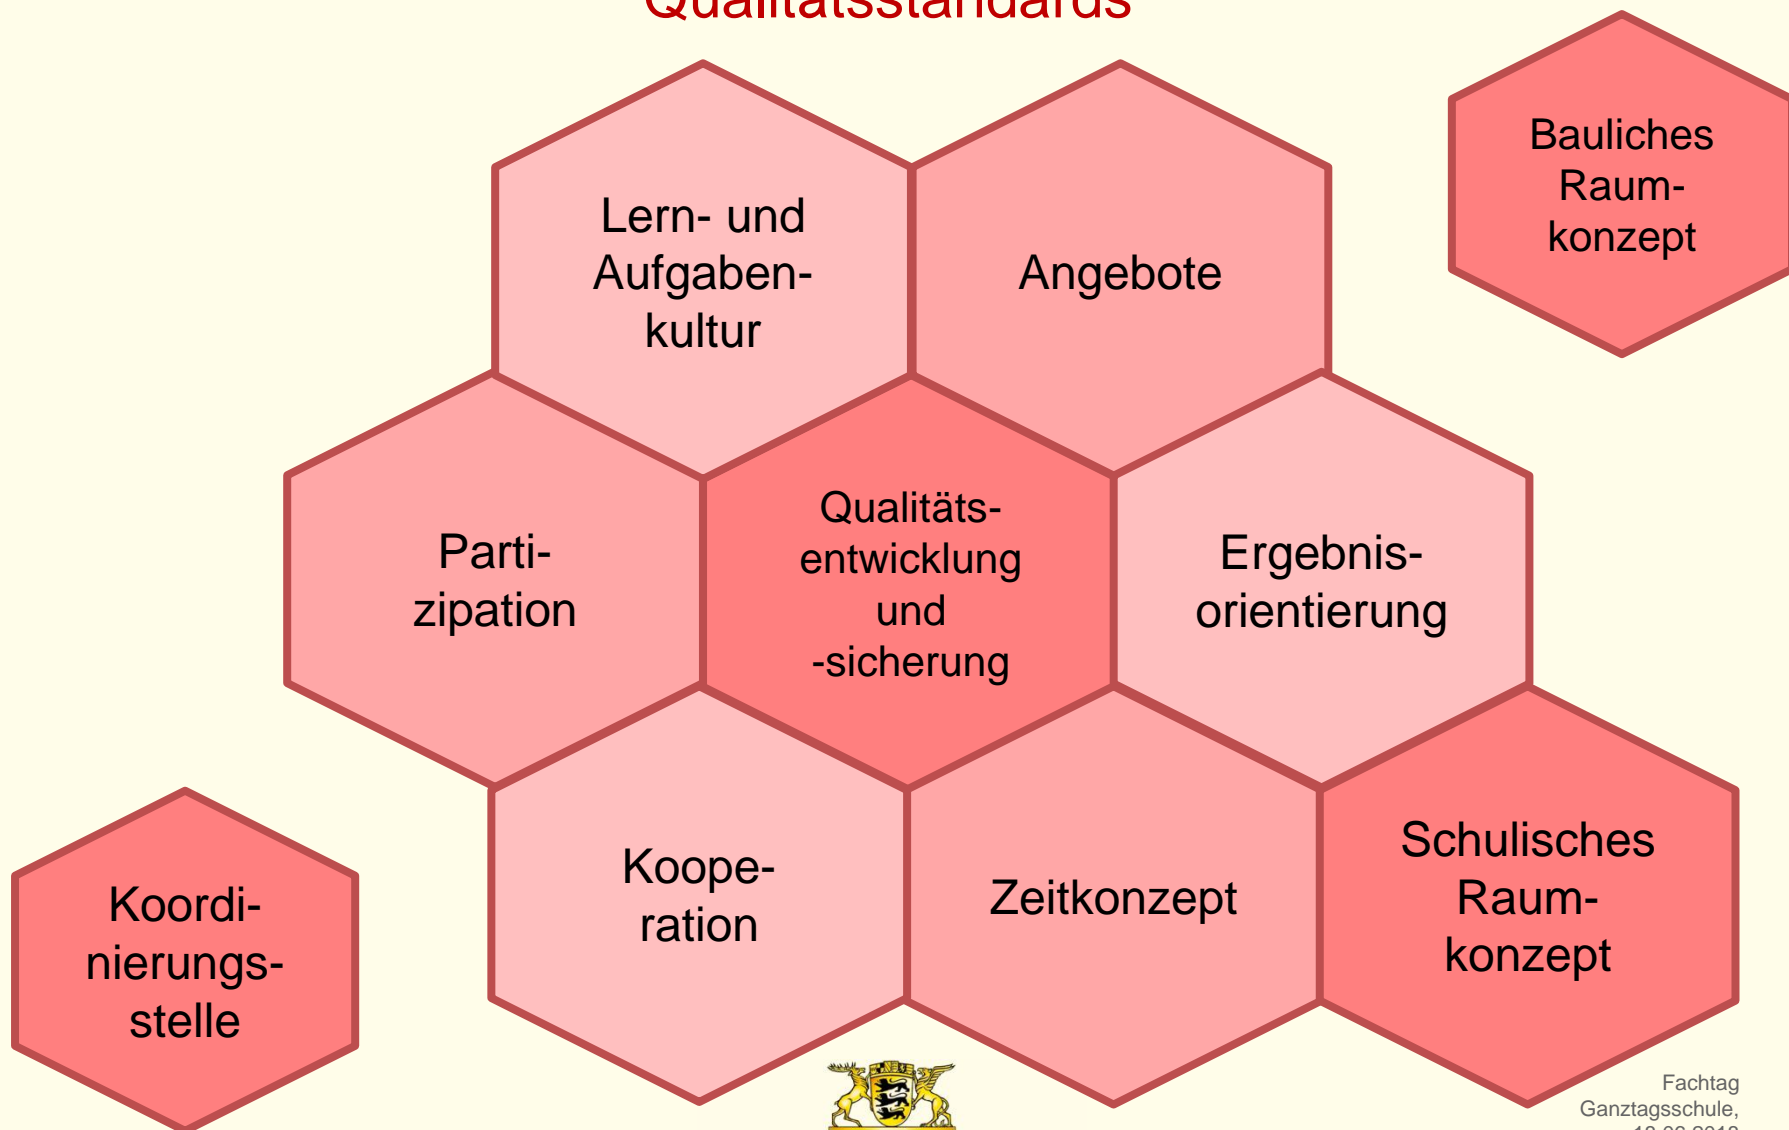 Qualitätsstandards
Bauliches
Raum-
konzept
Lern- und
Aufgaben-
kultur
Angebote
Parti-
zipation
Qualitäts-
entwicklung
und
-sicherung
Ergebnis-
orientierung
Koordi-
nierungs-
stelle
Koope-
ration
Zeitkonzept
Schulisches
Raum-
konzept
Fachtag
Ganztagsschule,